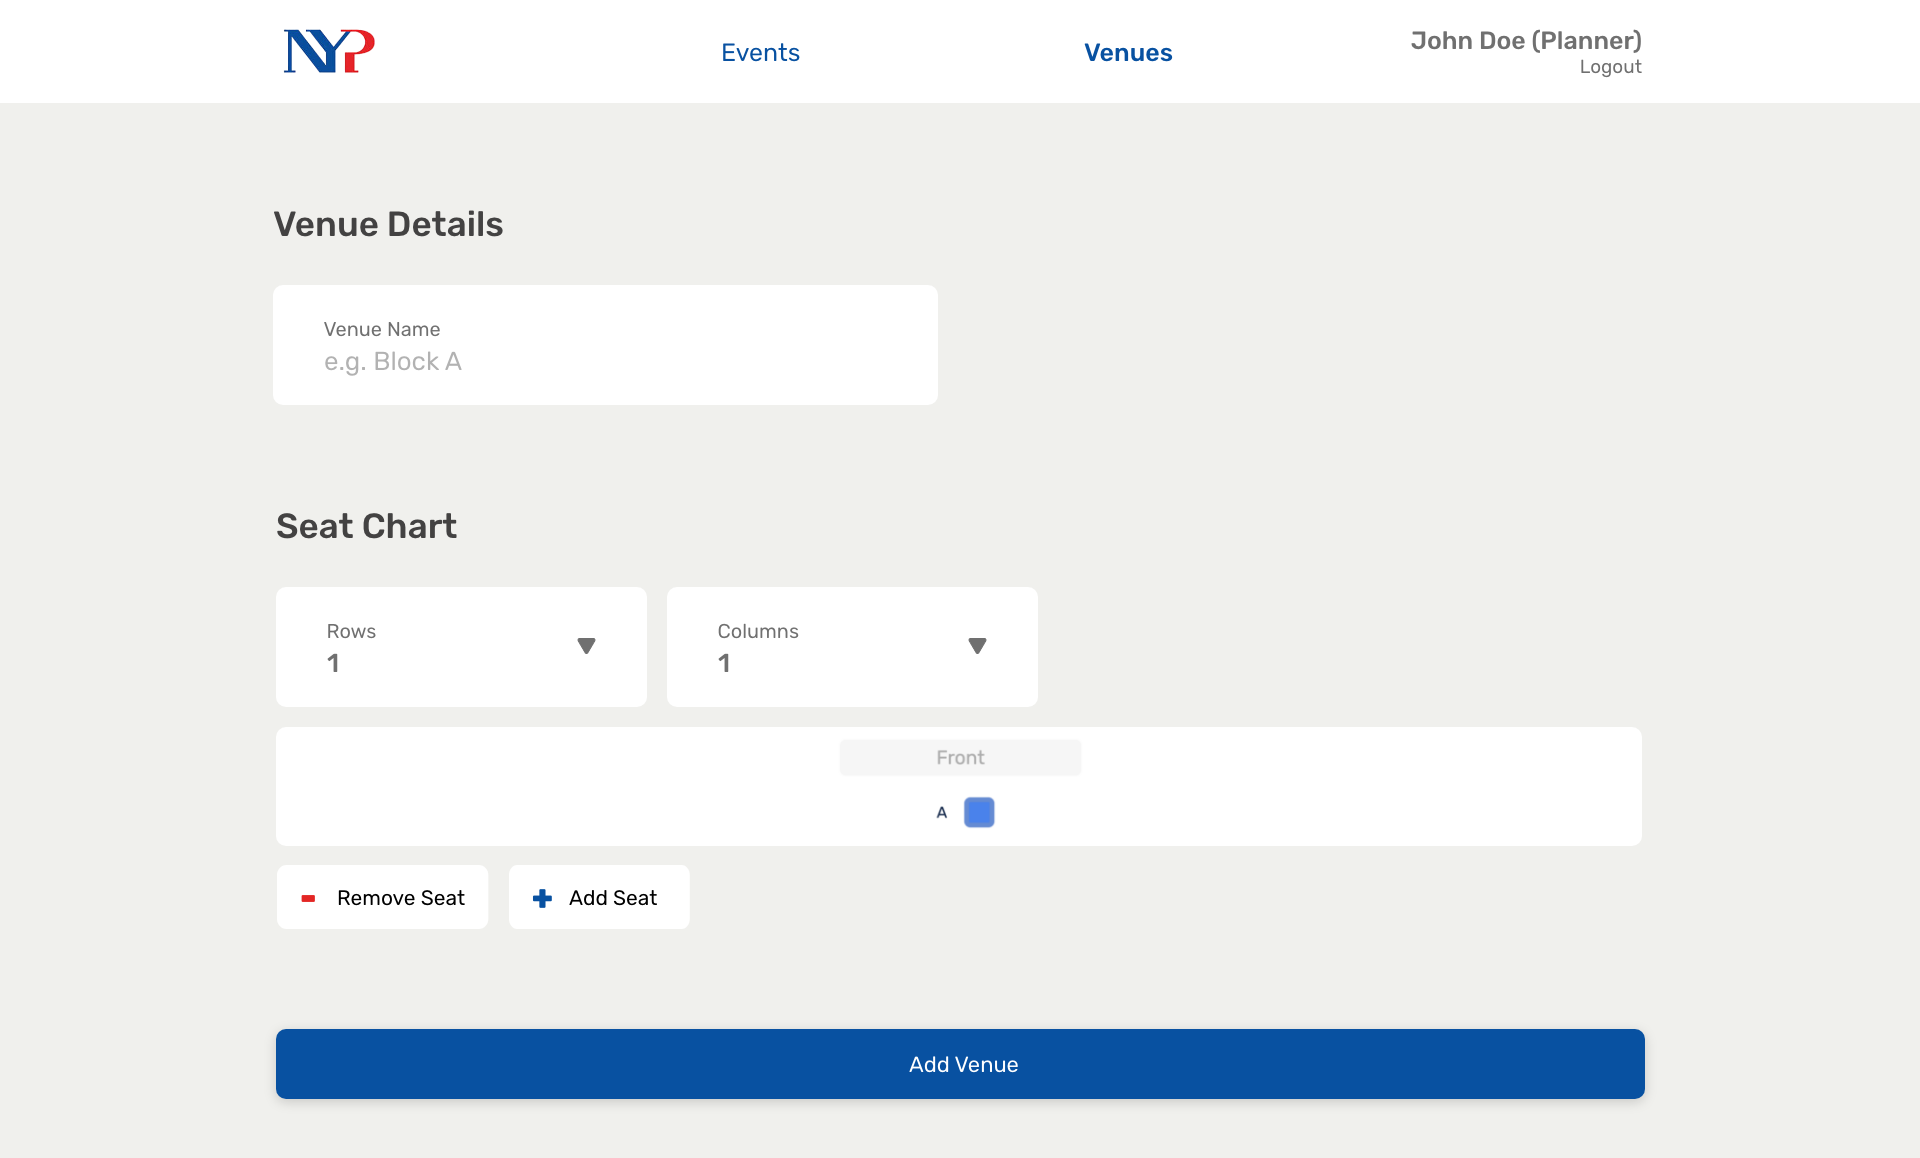 NYP
Events
Venues
John Doe (Planner)
Logout
Venue Details
Venue Name
e.g. Block A
Seat Chart
Rows
1
Columns
1
Front
A
Remove Seat
Add Seat
Add Venue